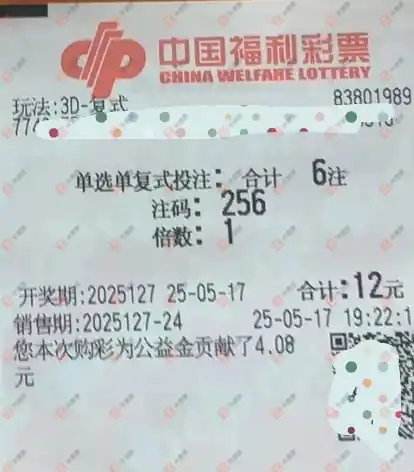 中国福利彩票
CHINA WELFARE LOTTERY
玩法:3D-复式 83801989
单选单复式投注: 合计 6注
注码: 256
倍数: 1
开奖期:2025127 25-05-17 合计:12元
销售期:2025127-24 25-05-17 19:22:1
您本次购彩为公益金贡献了4.08
元